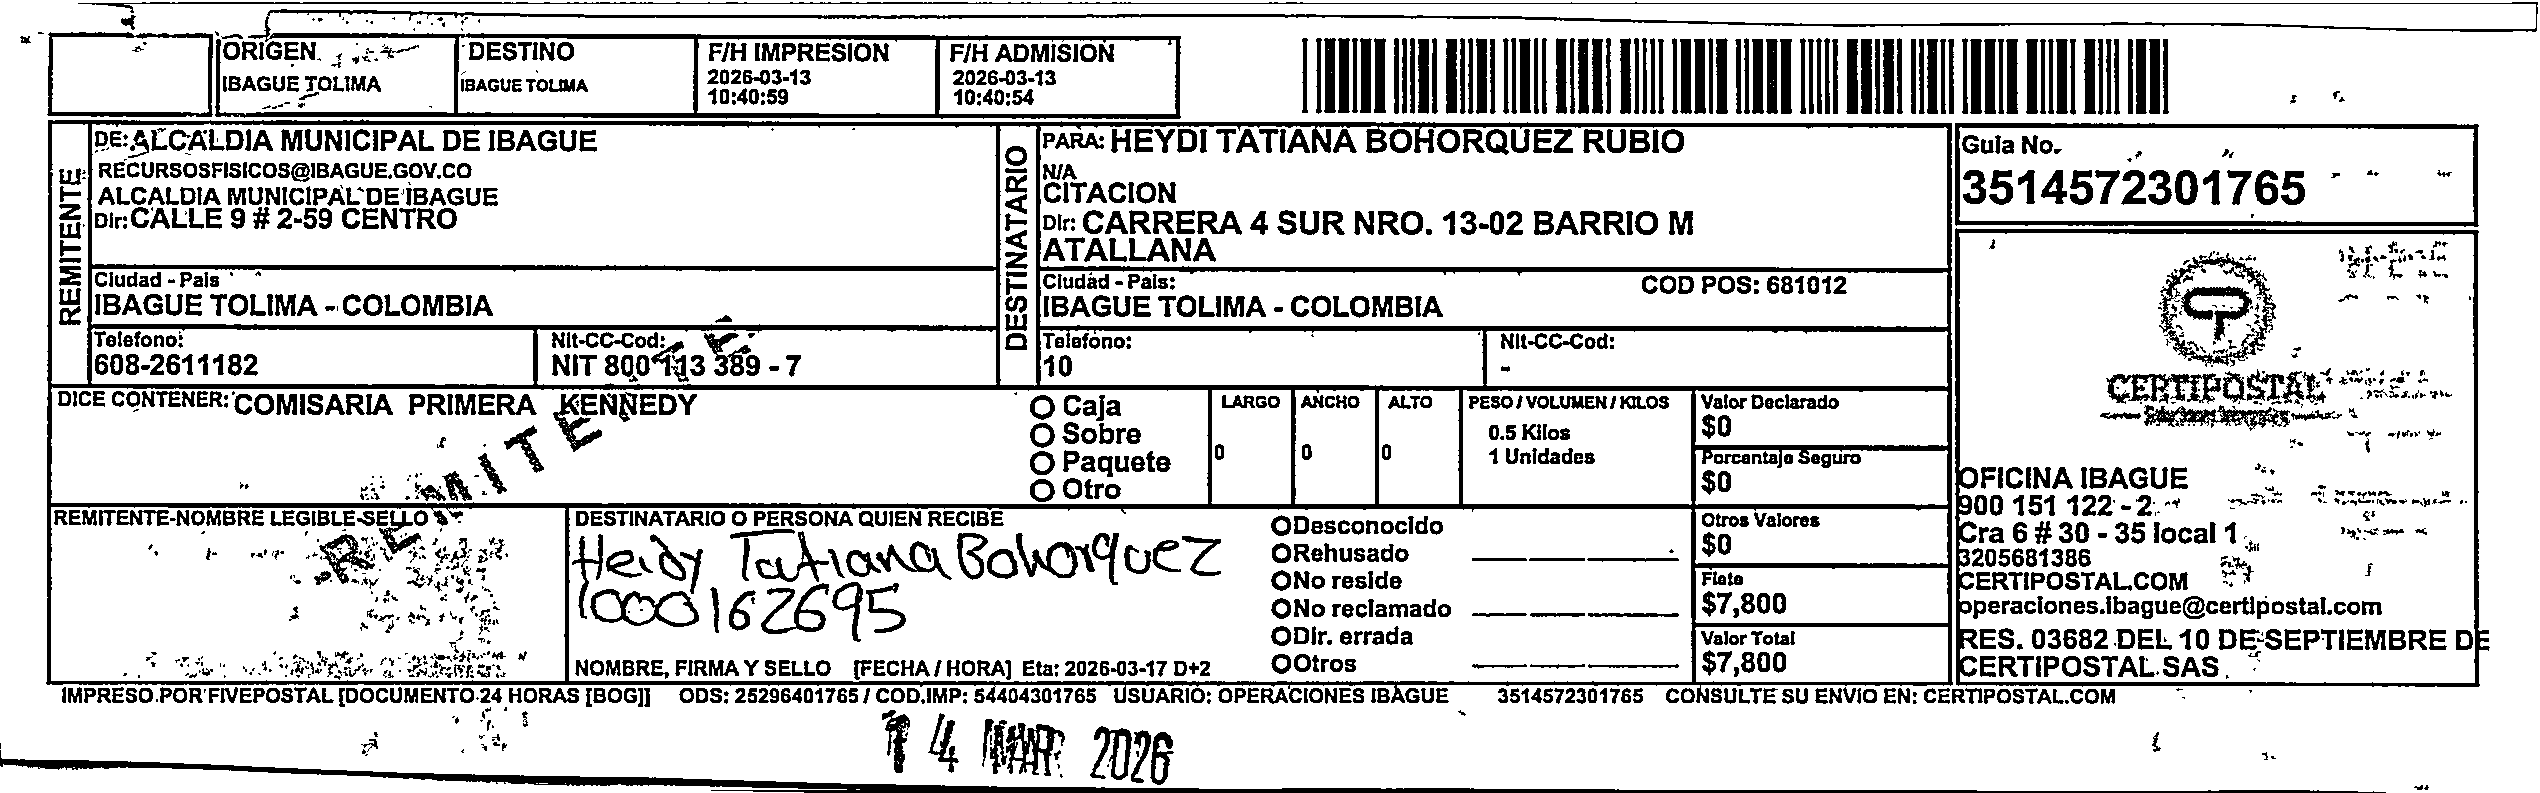 ORIGEN
IBAGUE TOLIMA
DESTINO
IBAGUE TOLIMA
F/H IMPRESION
2026-03-13
10:40:59
F/H ADMISION
2026-03-13
10:40:54
REMITENTE
DE: ALCALDIA MUNICIPAL DE IBAGUE
RECURSOSFISICOS@IBAGUE.GOV.CO
ALCALDIA MUNICIPAL DE IBAGUE
Dir: CALLE 9 # 2-59 CENTRO
Ciudad - Pais
IBAGUE TOLIMA - COLOMBIA
Telefono:
608-2611182
Nit-CC-Cod:
NIT 800 113 389 - 7
DESTINATARIO
PARA: HEYDI TATIANA BOHORQUEZ RUBIO
N/A
CITACION
Dir: CARRERA 4 SUR NRO. 13-02 BARRIO M
ATALLANA
Ciudad - Pais:
COD POS: 681012
IBAGUE TOLIMA - COLOMBIA
Telefono:
10
Nit-CC-Cod:
-
Guia No.
3514572301765
DICE CONTENER: COMISARIA PRIMERA KENNEDY
REMITENTE
Caja
Sobre
Paquete
Otro
LARGO
0
ANCHO
0
ALTO
0
PESO / VOLUMEN / KILOS
0.5 Kilos
1 Unidades
Valor Declarado
$0
Porcentaje Seguro
$0
Otros Valores
$0
Flete
$7,800
Valor Total
$7,800
REMITENTE-NOMBRE LEGIBLE-SELLO
DESTINATARIO O PERSONA QUIEN RECIBE
Heidy Tatiana Bohorquez
1000162695
NOMBRE, FIRMA Y SELLO [FECHA / HORA] Eta: 2026-03-17 D+2
Desconocido
Rehusado
No reside
No reclamado
Dir. errada
Otros
CERTIPOSTAL
OFICINA IBAGUE
900 151 122 - 2
Cra 6 # 30 - 35 local 1
3205681386
CERTIPOSTAL.COM
operaciones.ibague@certipostal.com
RES. 03682 DEL 10 DE SEPTIEMBRE DE
CERTIPOSTAL SAS
IMPRESO POR FIVEPOSTAL [DOCUMENTO 24 HORAS [BOG]] ODS: 25296401765 / COD.IMP: 54404301765 USUARIO: OPERACIONES IBAGUE 3514572301765 CONSULTE SU ENVIO EN: CERTIPOSTAL.COM
14 MAR 2026